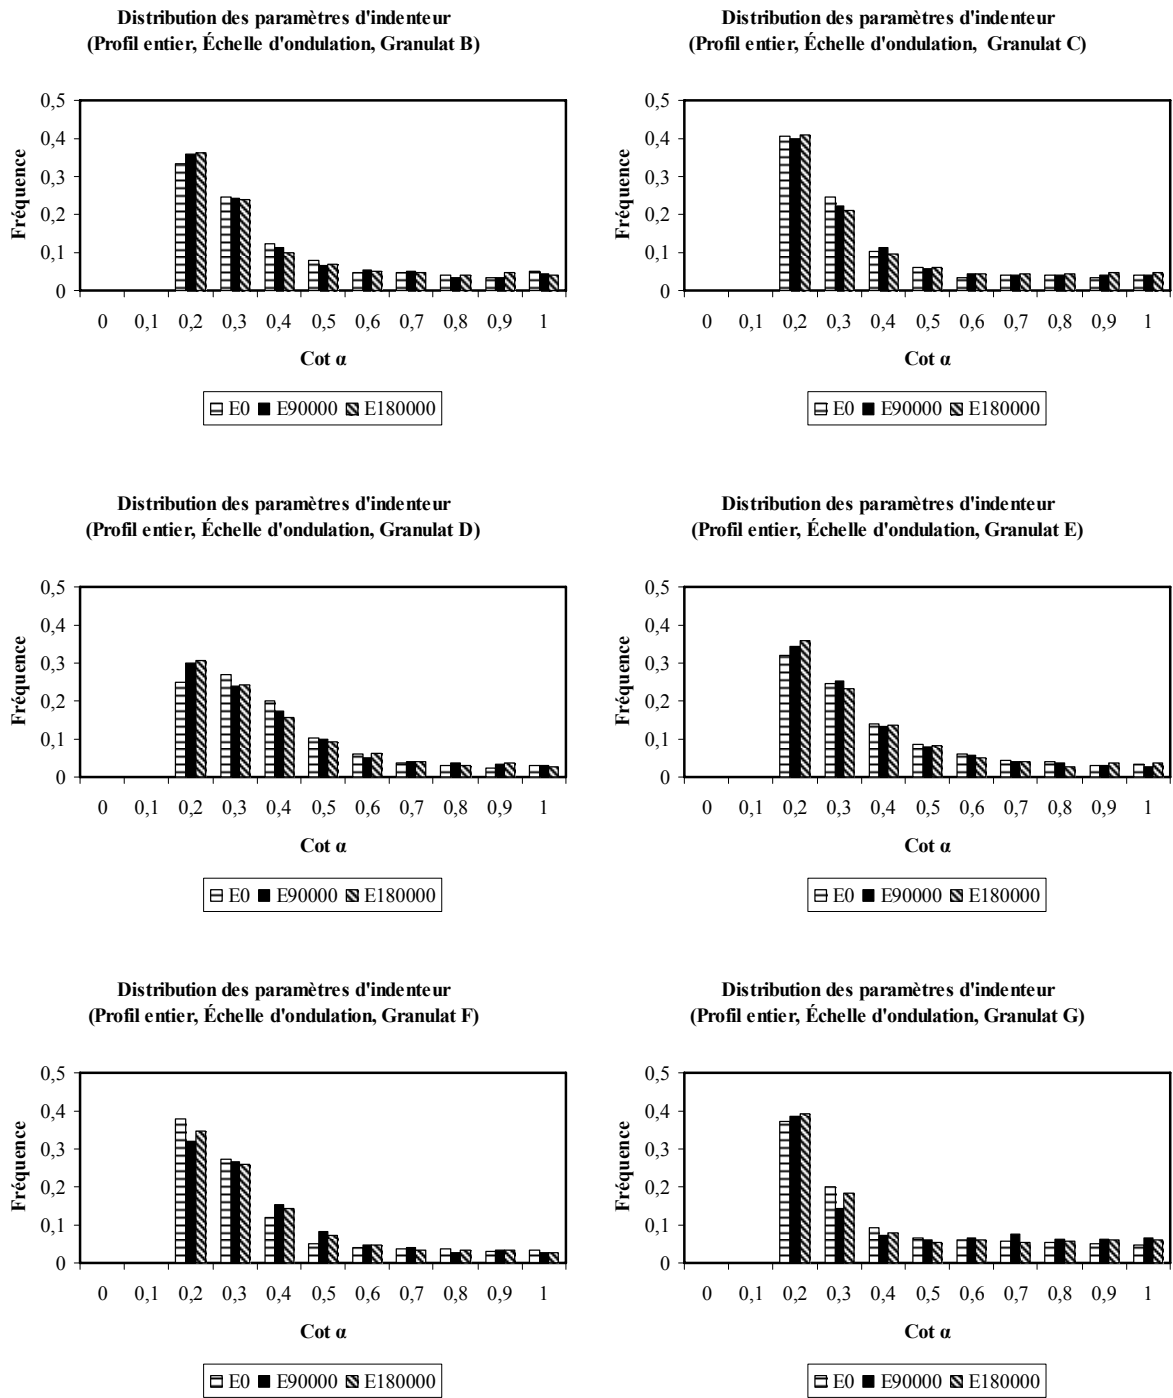 Distribution des paramètres d'indenteur
(Profil entier, Échelle d'ondulation, Granulat B)
0,5
0,4
0,3
0,2
0,1
0
Fréquence
0 0,1 0,2 0,3 0,4 0,5 0,6 0,7 0,8 0,9 1
Cot α
E0 E90000 E180000
Distribution des paramètres d'indenteur
(Profil entier, Échelle d'ondulation, Granulat C)
0,5
0,4
0,3
0,2
0,1
0
Fréquence
0 0,1 0,2 0,3 0,4 0,5 0,6 0,7 0,8 0,9 1
Cot α
E0 E90000 E180000
Distribution des paramètres d'indenteur
(Profil entier, Échelle d'ondulation, Granulat D)
0,5
0,4
0,3
0,2
0,1
0
Fréquence
0 0,1 0,2 0,3 0,4 0,5 0,6 0,7 0,8 0,9 1
Cot α
E0 E90000 E180000
Distribution des paramètres d'indenteur
(Profil entier, Échelle d'ondulation, Granulat E)
0,5
0,4
0,3
0,2
0,1
0
Fréquence
0 0,1 0,2 0,3 0,4 0,5 0,6 0,7 0,8 0,9 1
Cot α
E0 E90000 E180000
Distribution des paramètres d'indenteur
(Profil entier, Échelle d'ondulation, Granulat F)
0,5
0,4
0,3
0,2
0,1
0
Fréquence
0 0,1 0,2 0,3 0,4 0,5 0,6 0,7 0,8 0,9 1
Cot α
E0 E90000 E180000
Distribution des paramètres d'indenteur
(Profil entier, Échelle d'ondulation, Granulat G)
0,5
0,4
0,3
0,2
0,1
0
Fréquence
0 0,1 0,2 0,3 0,4 0,5 0,6 0,7 0,8 0,9 1
Cot α
E0 E90000 E180000